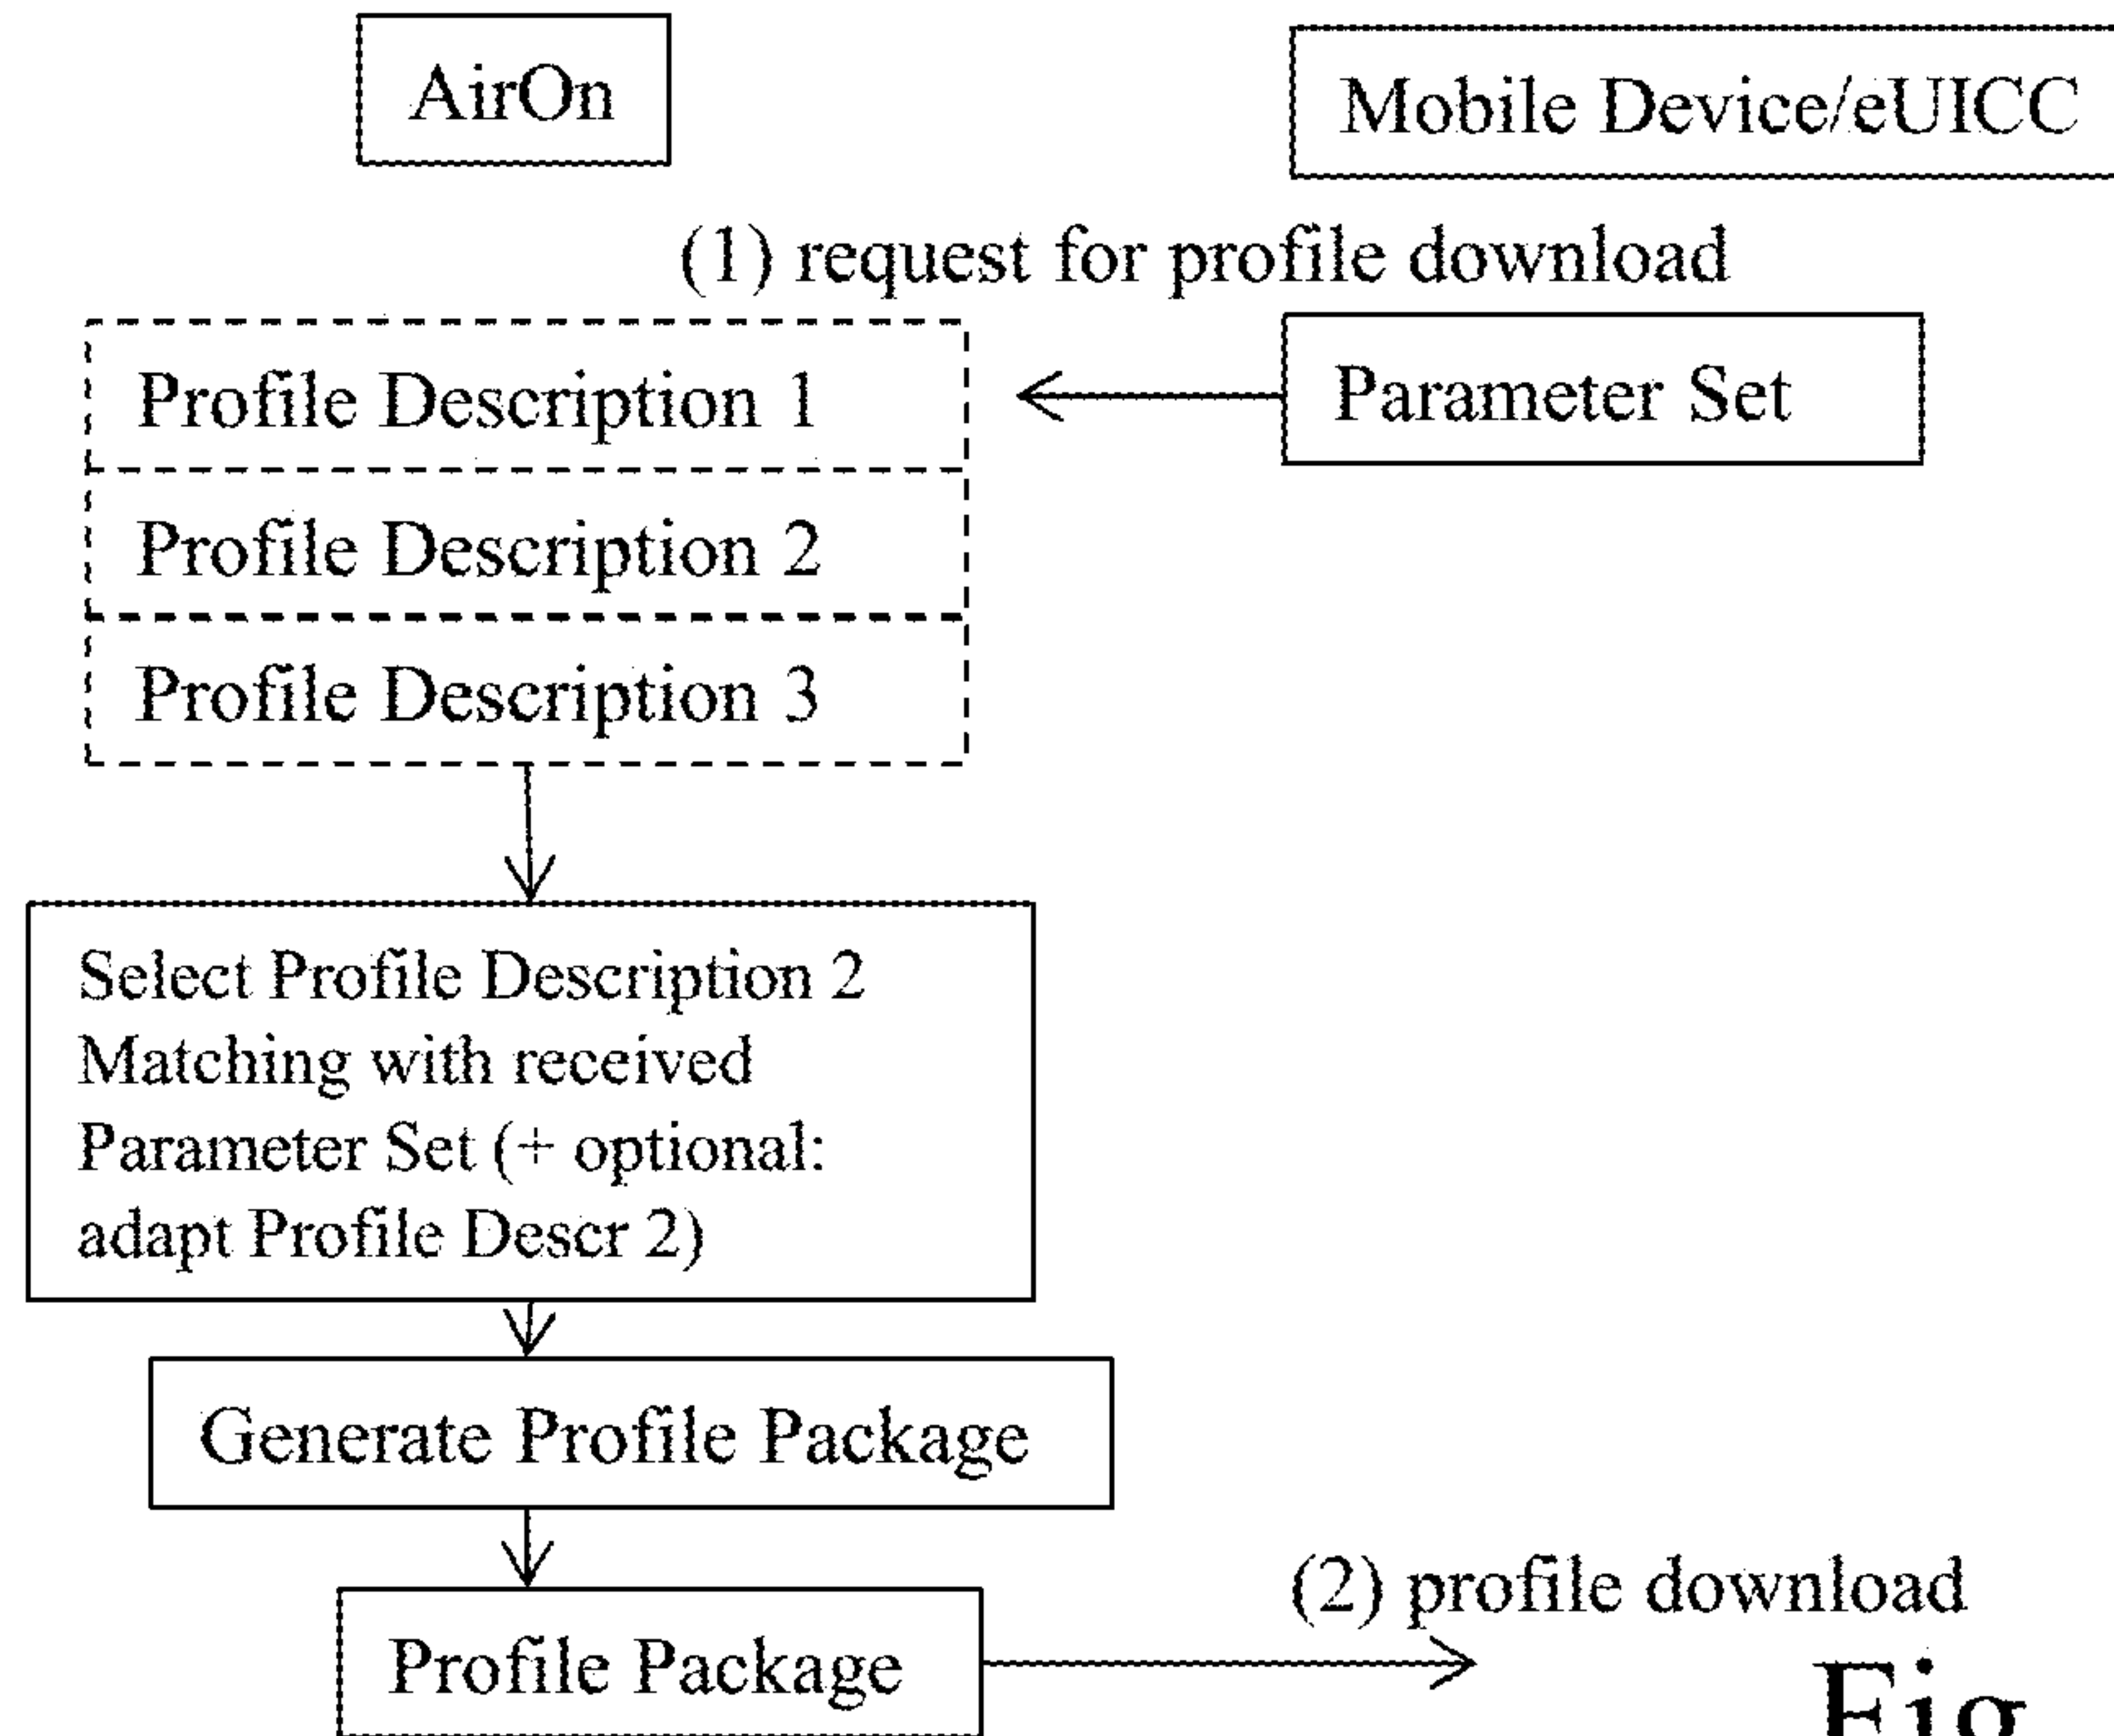 AirOn
Mobile Device/eUICC
(1) request for profile download
Profile Description 1
Parameter Set
Profile Description 2
Profile Description 3
Select Profile Description 2
Matching with received
Parameter Set (+ optional:
adapt Profile Descr 2)
Generate Profile Package
(2) profile download
Profile Package
Fig